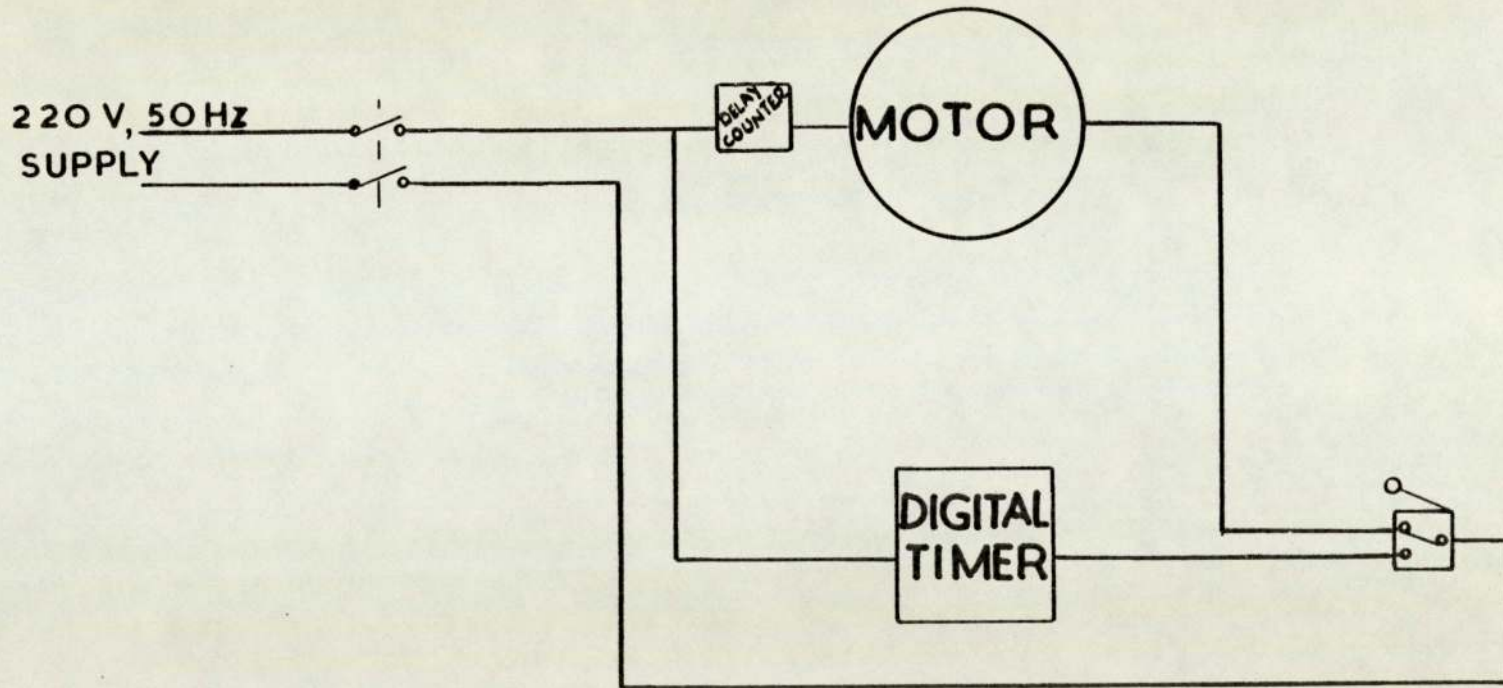 220 V, 50 Hz
SUPPLY
DELAY
COUNTER
MOTOR
DIGITAL
TIMER